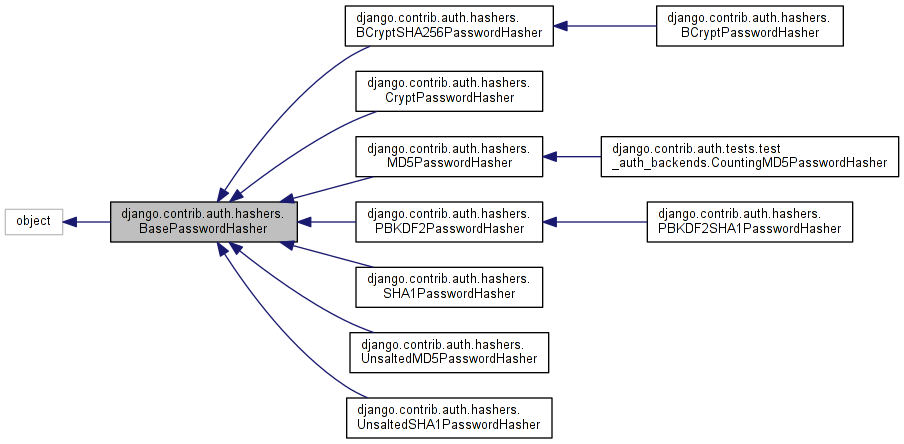 django.contrib.auth.hashers.
BCryptSHA256PasswordHasher
django.contrib.auth.hashers.
BCryptPasswordHasher
django.contrib.auth.hashers.
CryptPasswordHasher
django.contrib.auth.hashers.
MD5PasswordHasher
django.contrib.auth.tests.test
_auth_backends.CountingMD5PasswordHasher
object
django.contrib.auth.hashers.
BasePasswordHasher
django.contrib.auth.hashers.
PBKDF2PasswordHasher
django.contrib.auth.hashers.
PBKDF2SHA1PasswordHasher
django.contrib.auth.hashers.
SHA1PasswordHasher
django.contrib.auth.hashers.
UnsaltedMD5PasswordHasher
django.contrib.auth.hashers.
UnsaltedSHA1PasswordHasher